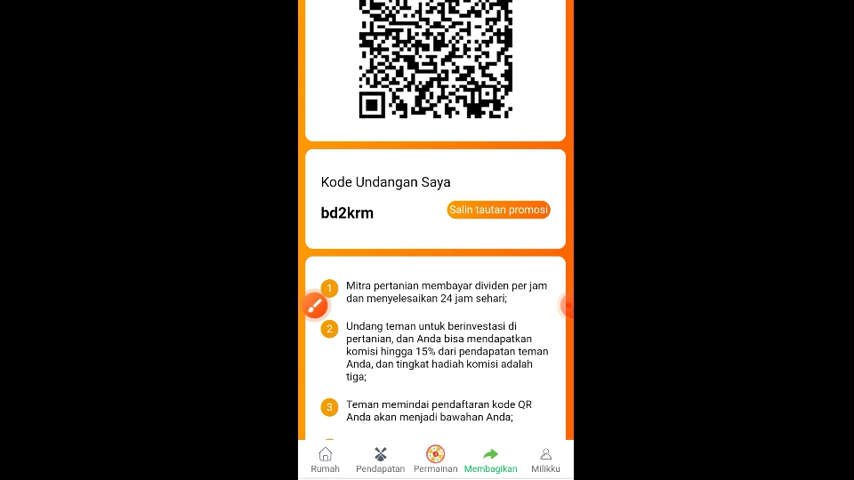 Kode Undangan Saya
bd2krm
Salin tautan promosi
1 Mitra pertanian membayar dividen per jam
dan menyelesaikan 24 jam sehari;
2 Undang teman untuk berinvestasi di
pertanian, dan Anda bisa mendapatkan
komisi hingga 15% dari pendapatan teman
Anda, dan tingkat hadiah komisi adalah
tiga;
3 Teman memindai pendaftaran kode QR
Anda akan menjadi bawahan Anda;
Rumah Pendapatan Permainan Membagikan Milikku